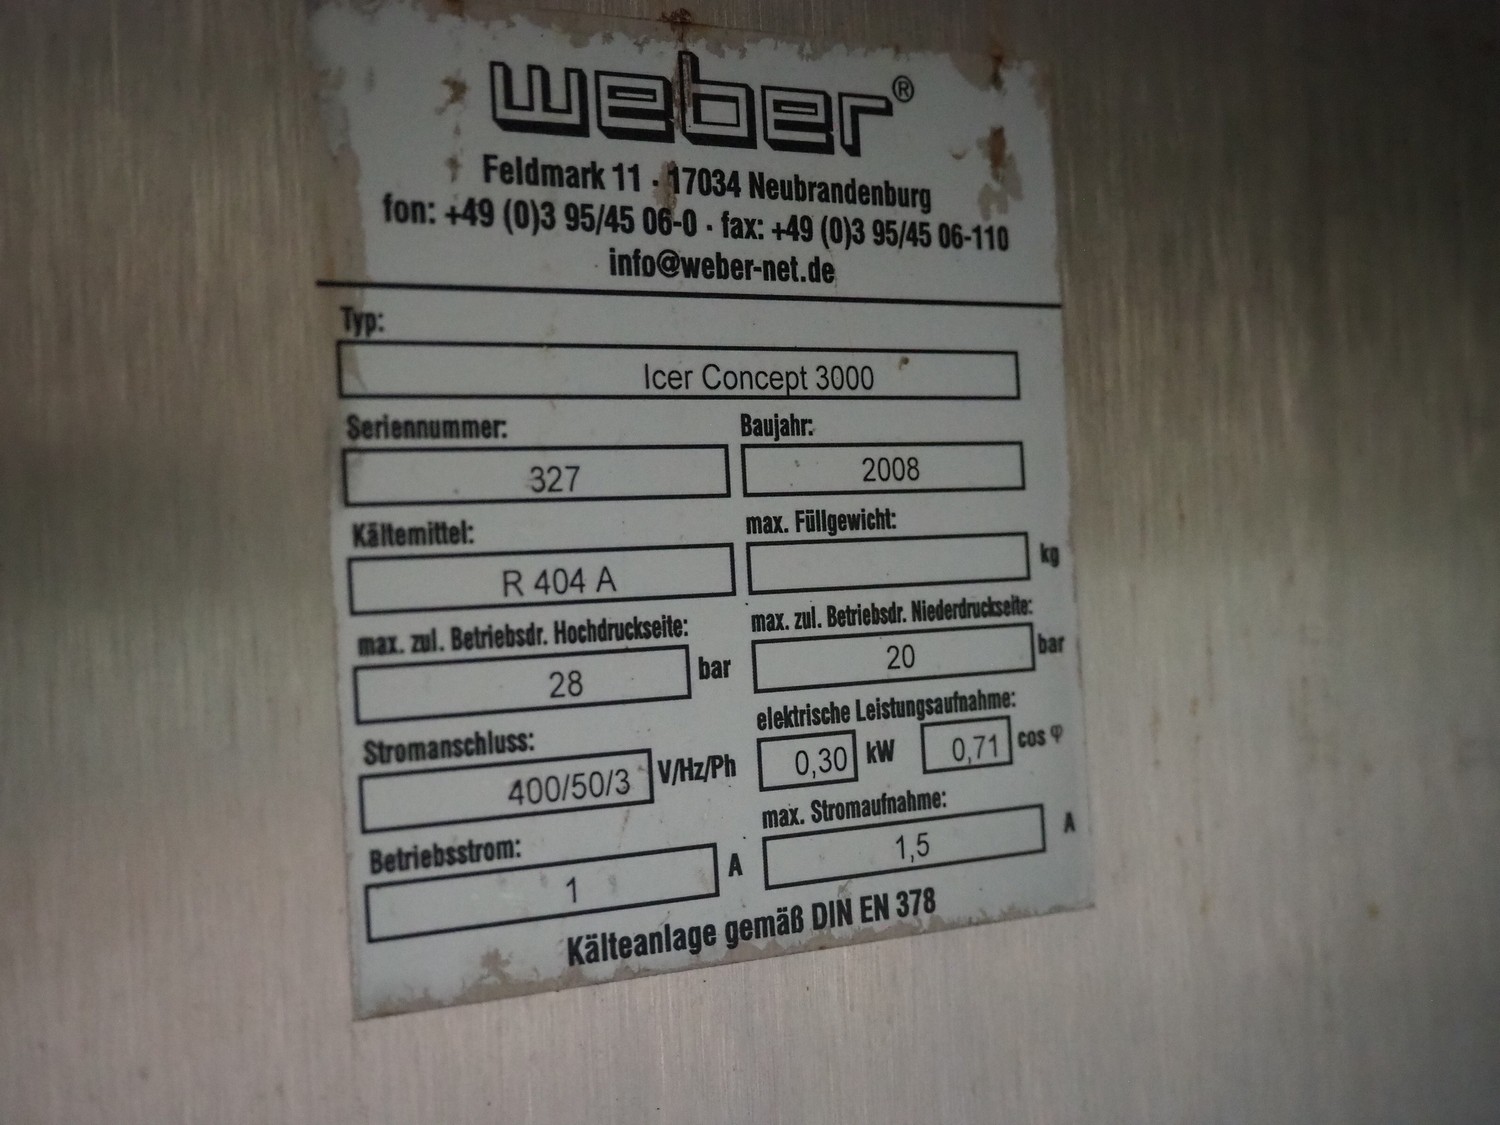 weber®
Feldmark 11 · 17034 Neubrandenburg
fon: +49 (0)3 95/45 06-0 · fax: +49 (0)3 95/45 06-110
info@weber-net.de
Typ:
Icer Concept 3000
Seriennummer: Baujahr:
327 2008
Kältemittel: max. Füllgewicht:
R 404 A kg
max. zul. Betriebsdr. Hochdruckseite: max. zul. Betriebsdr. Niederdruckseite:
28 bar 20 bar
Stromanschluss: elektrische Leistungsaufnahme:
400/50/3 V/Hz/Ph 0,30 kW 0,71 cos φ
Betriebsstrom: max. Stromaufnahme:
1 A 1,5 A
Kälteanlage gemäß DIN EN 378